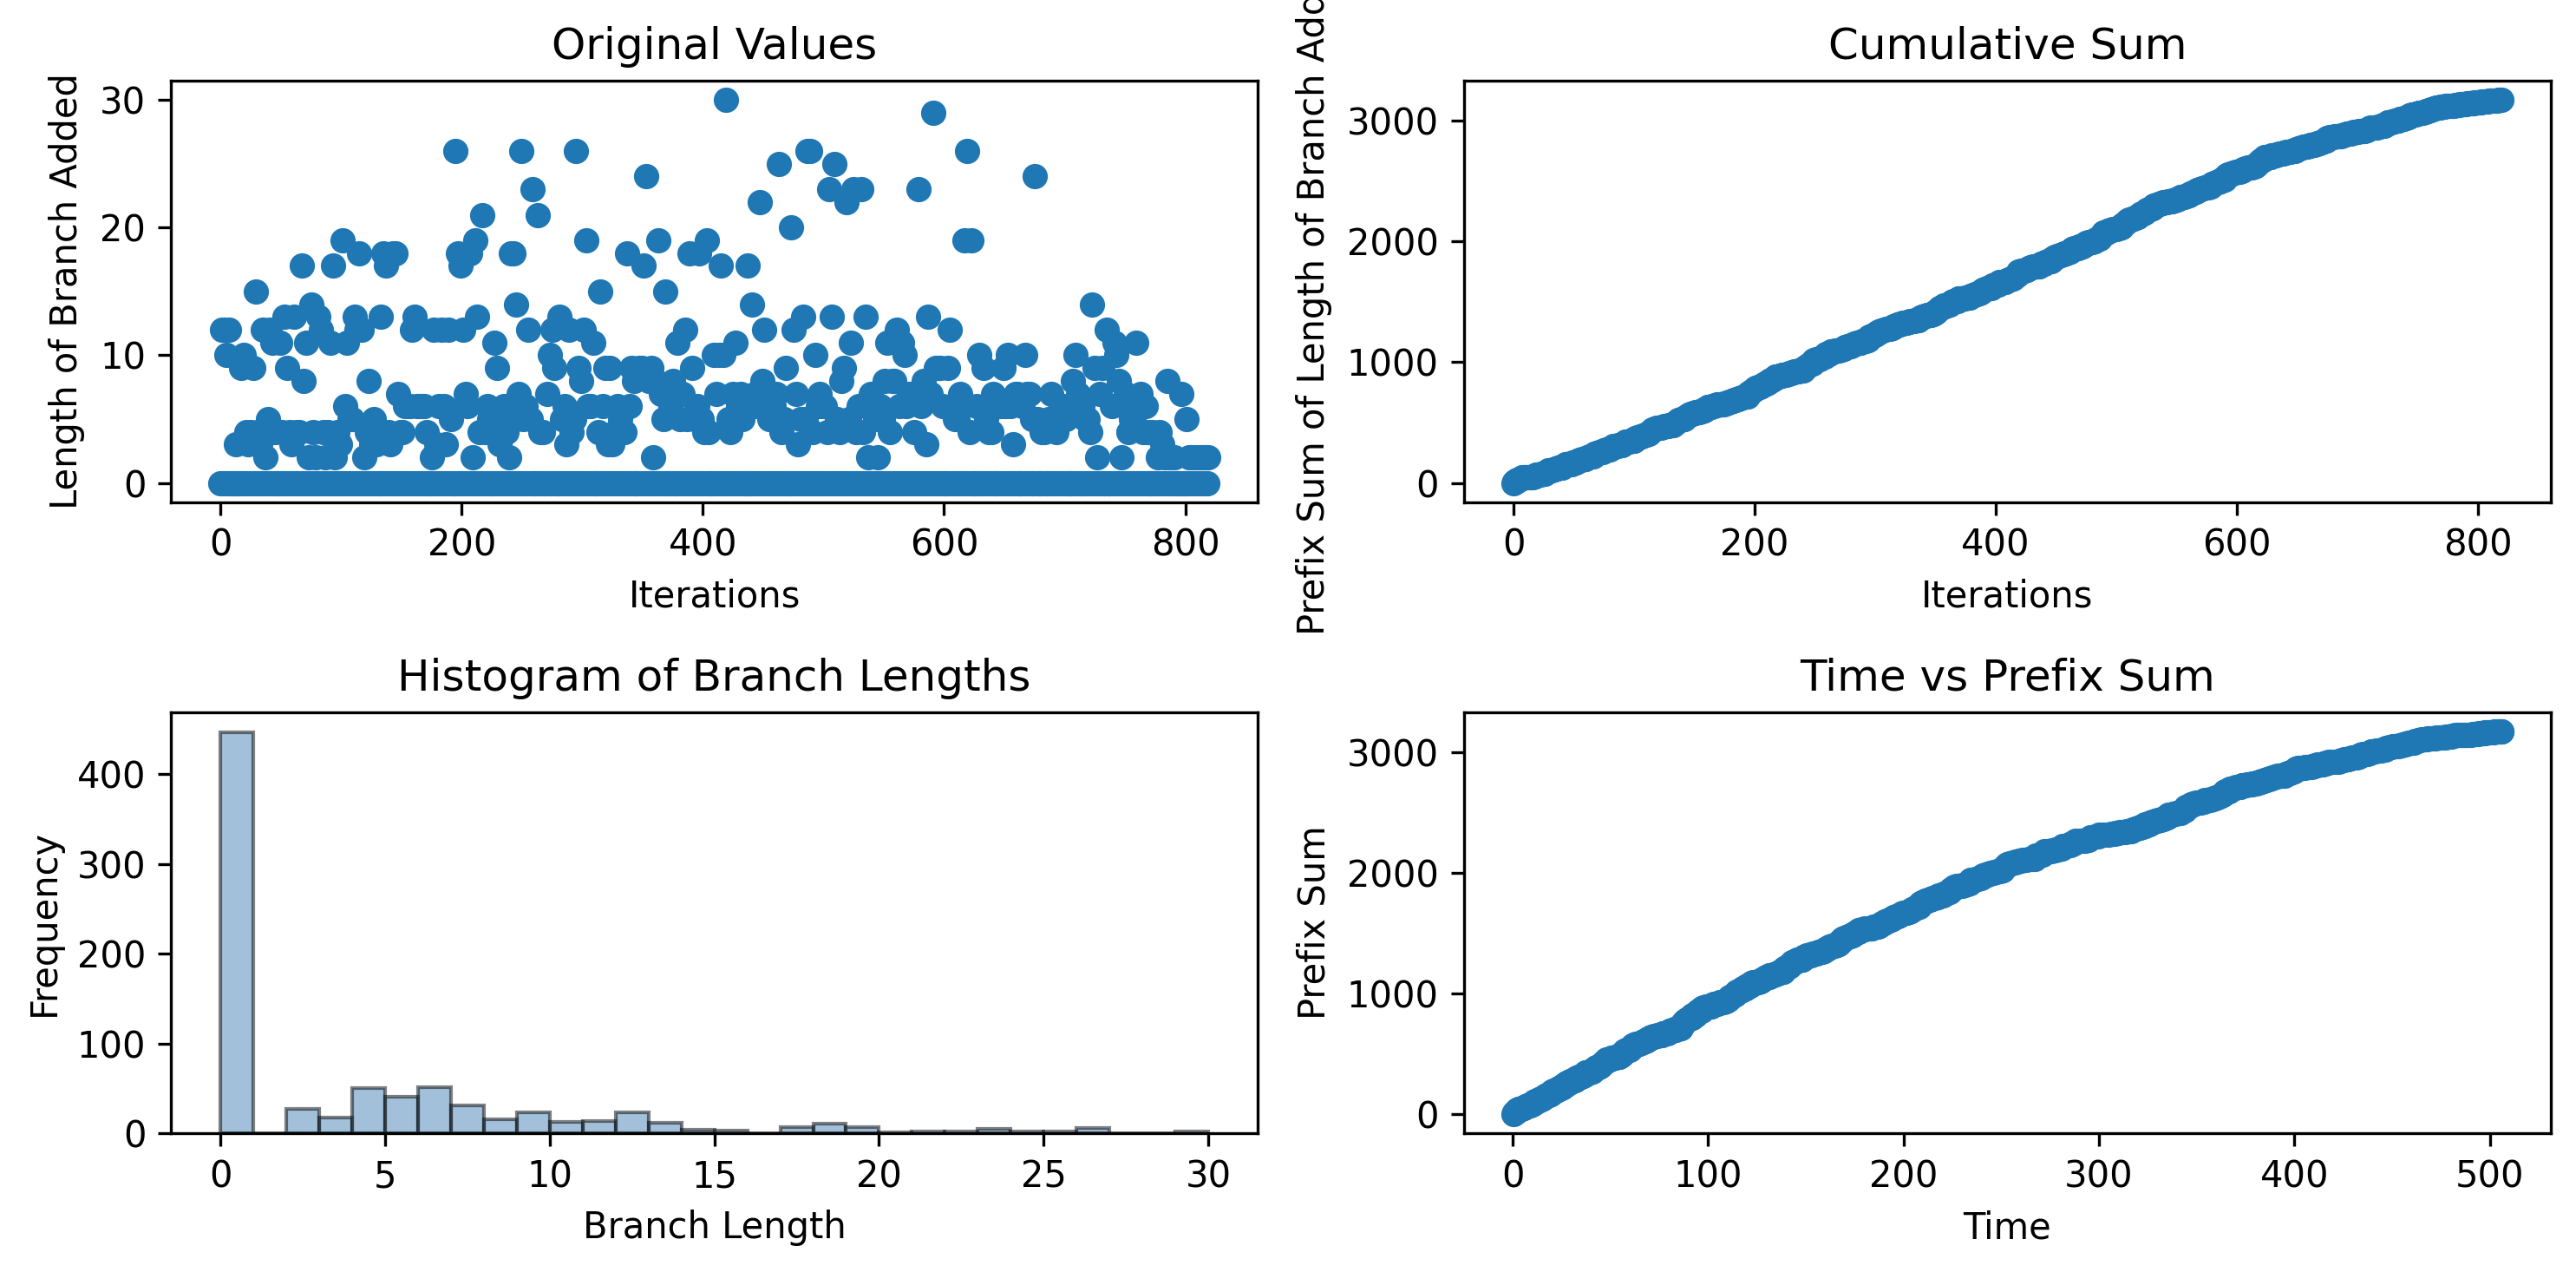 Original Values
Length of Branch Added
30
20
10
0
0 200 400 600 800
Iterations
Cumulative Sum
Prefix Sum of Length of Branch
3000
2000
1000
0
0 200 400 600 800
Iterations
Histogram of Branch Lengths
Frequency
400
300
200
100
0
0 5 10 15 20 25 30
Branch Length
Time vs Prefix Sum
Prefix Sum
3000
2000
1000
0
0 100 200 300 400 500
Time